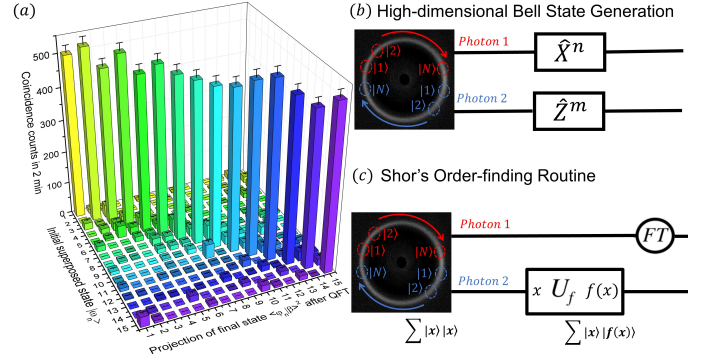 (a)
Coincidence counts in 2 min
500
400
300
200
100
0
Initial superposed state |α_n>
1
2
3
4
5
6
7
8
9
10
11
12
13
14
15
Projection of final state
after QFT
1
2
3
4
5
6
7
8
9
10
11
12
13
14
15
(b) High-dimensional Bell State Generation
|2⟩
|1⟩
|N⟩
|N⟩
|1⟩
|2⟩
Photon 1
X̂ⁿ
Photon 2
Ẑᵐ
(c) Shor's Order-finding Routine
|2⟩
|1⟩
|N⟩
|N⟩
|1⟩
|2⟩
Photon 1
FT
Photon 2
x U_f f(x)
∑|x⟩|x⟩
∑|x⟩|f(x)⟩